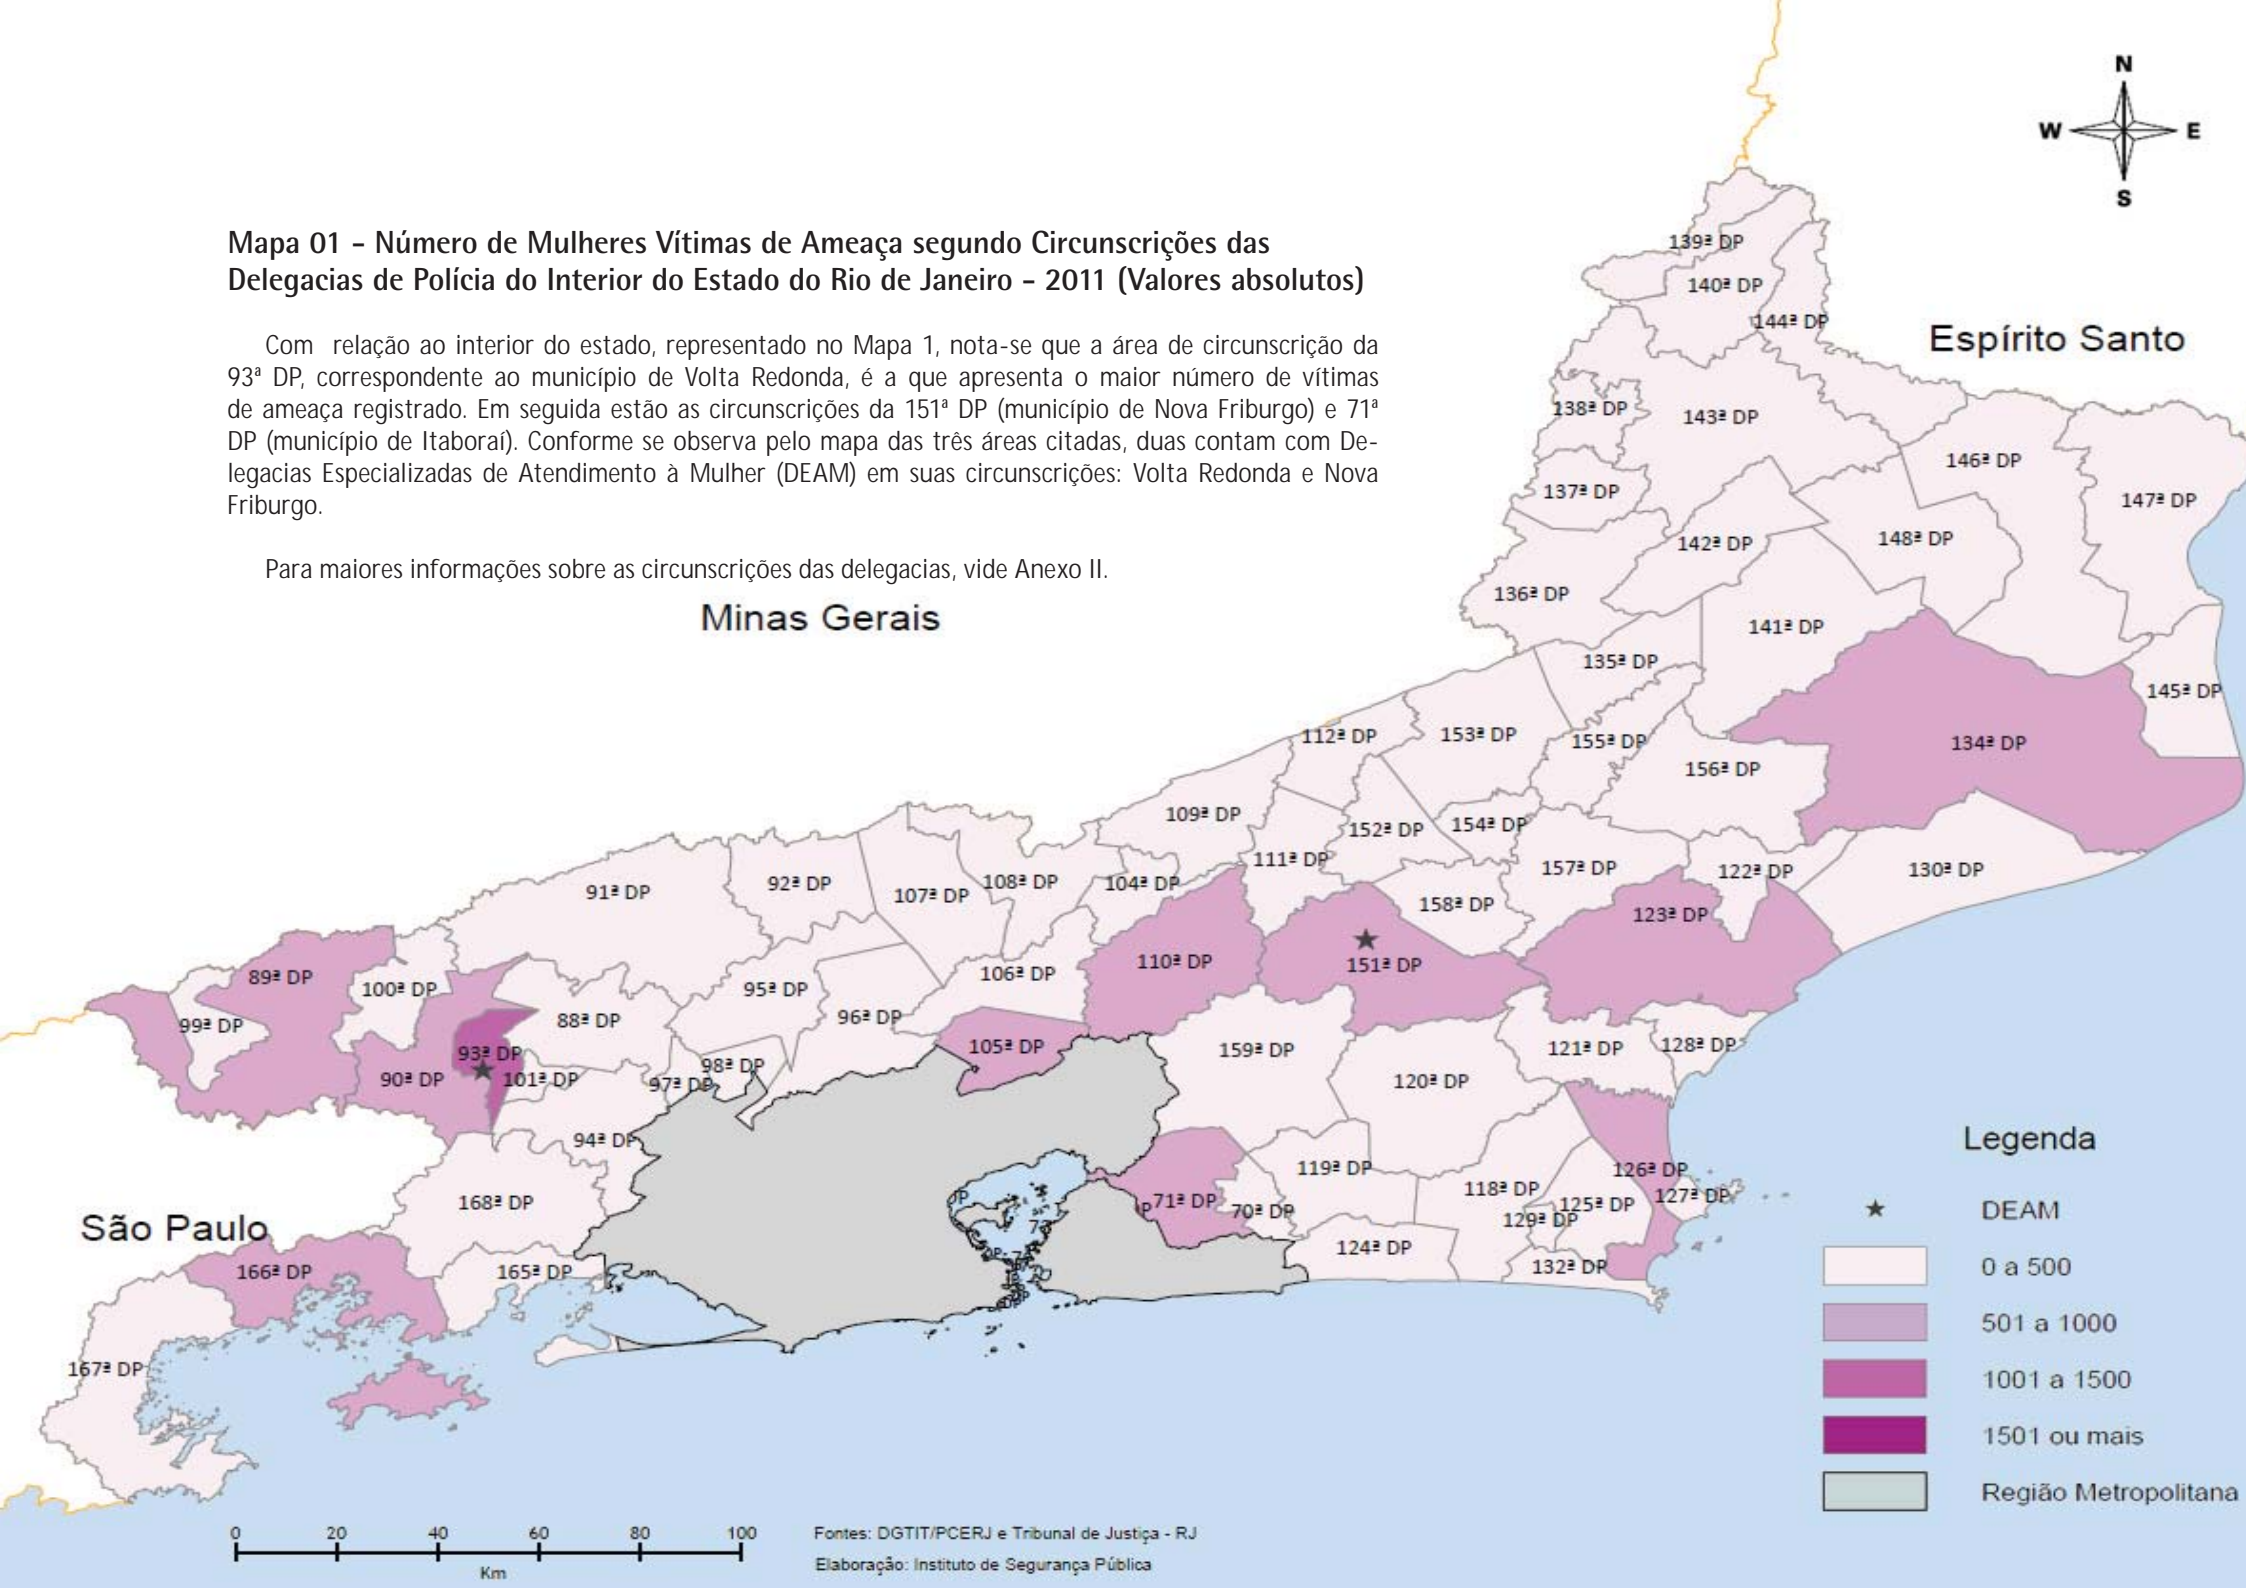 N
W E
S
Mapa 01 - Número de Mulheres Vítimas de Ameaça segundo Circunscrições das
Delegacias de Polícia do Interior do Estado do Rio de Janeiro - 2011 (Valores absolutos)
Com relação ao interior do estado, representado no Mapa 1, nota-se que a área de circunscrição da
93ª DP, correspondente ao município de Volta Redonda, é a que apresenta o maior número de vítimas
de ameaça registrado. Em seguida estão as circunscrições da 151ª DP (município de Nova Friburgo) e 71ª
DP (município de Itaboraí). Conforme se observa pelo mapa das três áreas citadas, duas contam com De-
legacias Especializadas de Atendimento à Mulher (DEAM) em suas circunscrições: Volta Redonda e Nova
Friburgo.
Para maiores informações sobre as circunscrições das delegacias, vide Anexo II.
Minas Gerais
Espírito Santo
São Paulo
139ª DP
140ª DP
144ª DP
138ª DP
143ª DP
146ª DP
137ª DP
147ª DP
142ª DP
148ª DP
136ª DP
141ª DP
135ª DP
145ª DP
112ª DP
153ª DP
155ª DP
134ª DP
156ª DP
109ª DP
152ª DP
154ª DP
111ª DP
157ª DP
122ª DP
130ª DP
91ª DP
92ª DP
107ª DP
108ª DP
104ª DP
158ª DP
123ª DP
89ª DP
100ª DP
95ª DP
106ª DP
110ª DP
151ª DP
99ª DP
88ª DP
96ª DP
105ª DP
159ª DP
121ª DP
128ª DP
93ª DP
90ª DP
101ª DP
97ª DP
98ª DP
120ª DP
94ª DP
119ª DP
126ª DP
168ª DP
71ª DP
70ª DP
118ª DP
125ª DP
127ª DP
129ª DP
124ª DP
132ª DP
166ª DP
165ª DP
167ª DP
Legenda
DEAM
0 a 500
501 a 1000
1001 a 1500
1501 ou mais
Região Metropolitana
0 20 40 60 80 100
Km
Fontes: DGTIT/PCERJ e Tribunal de Justiça - RJ
Elaboração: Instituto de Segurança Pública